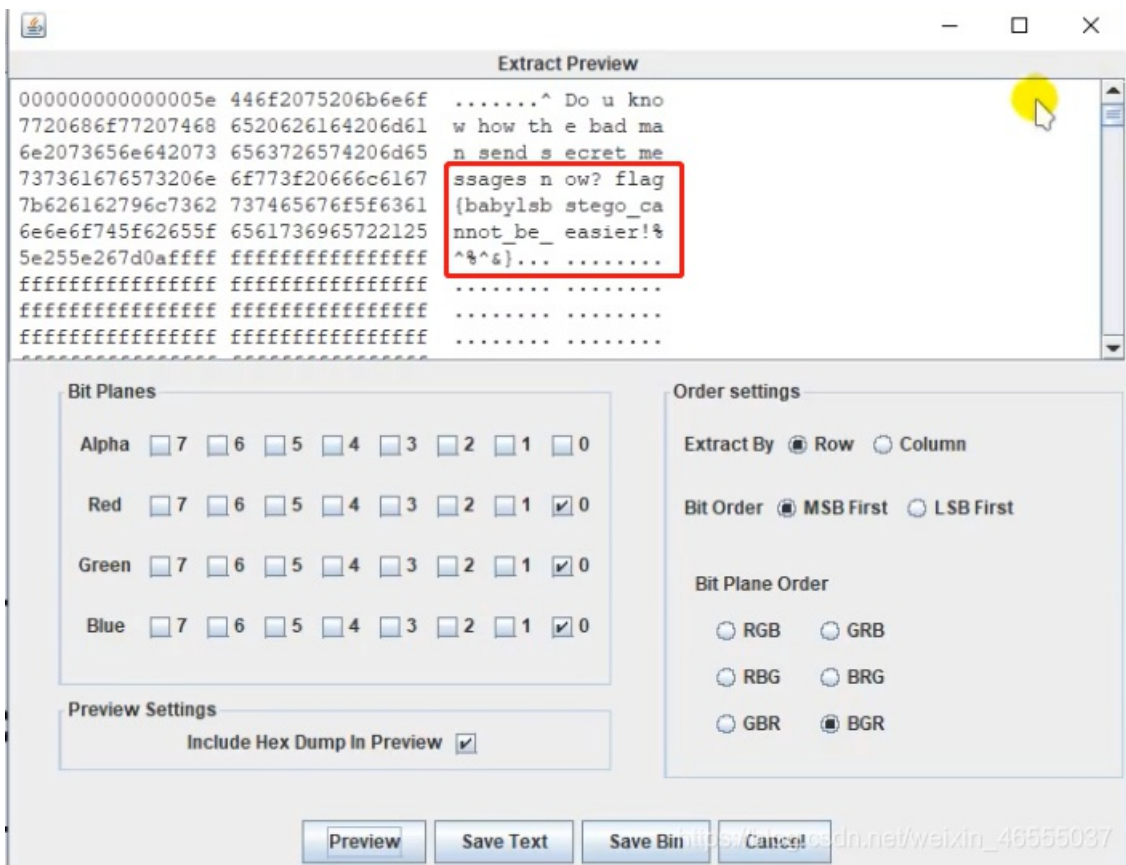 Extract Preview
000000000000005e 446f2075206b6e6f .......^ Do u kno
7720686f77207468 6520626164206d61 w how th e bad ma
6e2073656e642073 6563726574206d65 n send s ecret me
737361676573206e 6f773f20666c6167 ssages n ow? flag
7b626162796c7362 737465676f5f6361 {babylsb stego_ca
6e6e6f745f62655f 6561736965722125 nnot_be_ easier!%
5e255e267d0affff ffffffffffffffff ^%^&}... ........
ffffffffffffffff ffffffffffffffff ........ ........
ffffffffffffffff ffffffffffffffff ........ ........
ffffffffffffffff ffffffffffffffff ........ ........
Bit Planes
Order settings
Alpha 7 6 5 4 3 2 1 0
Extract By Row Column
Red 7 6 5 4 3 2 1 0
Bit Order MSB First LSB First
Green 7 6 5 4 3 2 1 0
Bit Plane Order
Blue 7 6 5 4 3 2 1 0
RGB GRB
RBG BRG
Preview Settings
GBR BGR
Include Hex Dump In Preview
Preview Save Text Save Bin Cancel
https://blog.csdn.net/weixin_46555037